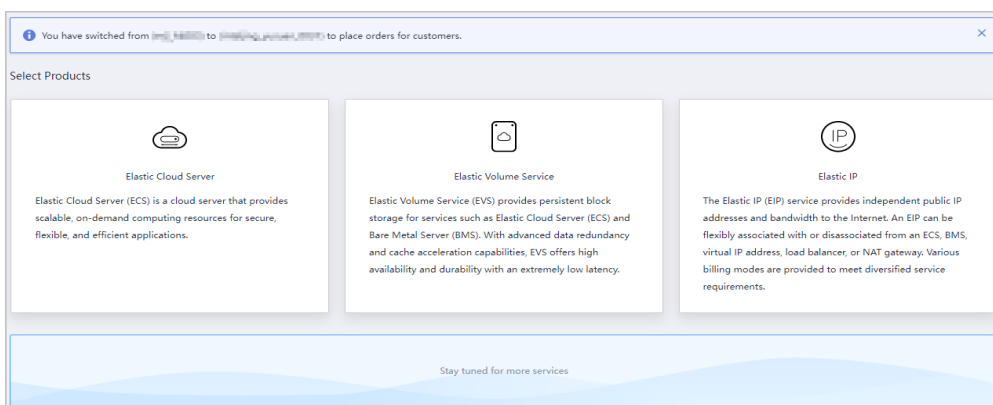 You have switched from to to place orders for customers.
Select Products
Elastic Cloud Server
Elastic Cloud Server (ECS) is a cloud server that provides
scalable, on-demand computing resources for secure,
flexible, and efficient applications.
Elastic Volume Service
Elastic Volume Service (EVS) provides persistent block
storage for services such as Elastic Cloud Server (ECS) and
Bare Metal Server (BMS). With advanced data redundancy
and cache acceleration capabilities, EVS offers high
availability and durability with an extremely low latency.
IP
Elastic IP
The Elastic IP (EIP) service provides independent public IP
addresses and bandwidth to the Internet. An EIP can be
flexibly associated with or disassociated from an ECS, BMS,
virtual IP address, load balancer, or NAT gateway. Various
billing modes are provided to meet diversified service
requirements.
Stay tuned for more services